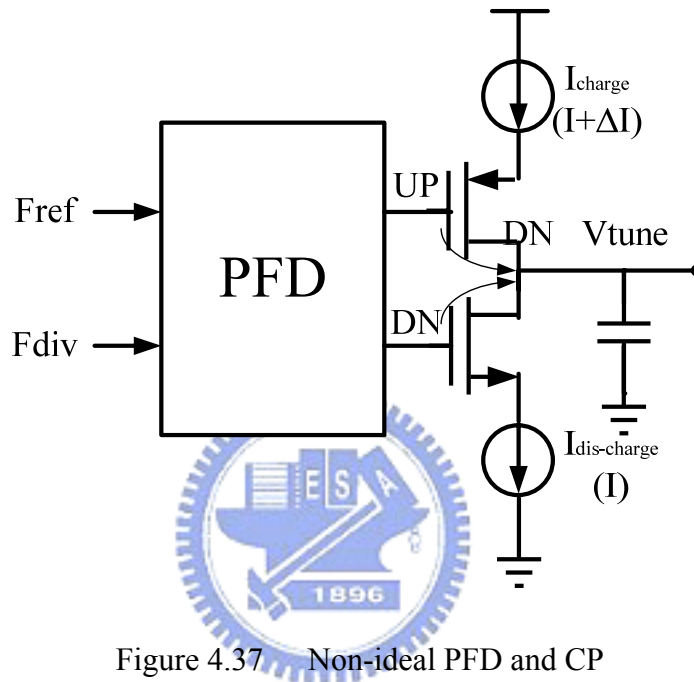 Icharge
(I+ΔI)
UP
Fref
DN Vtune
PFD
DN
Fdiv
Idis-charge
(I)
E S A
1896
Figure 4.37 Non-ideal PFD and CP